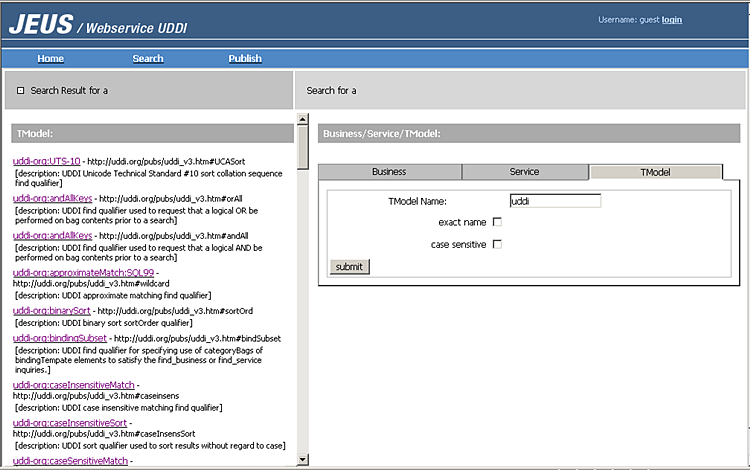 JEUS / Webservice UDDI
Username: guest login
Home Search Publish
Search Result for a
Search for a
TModel:
uddi-org:UTS-10 - http://uddi.org/pubs/uddi_v3.htm#UCASort
[description: UDDI Unicode Technical Standard #10 sort collation sequence
find qualifier]
uddi-org:andAllKeys - http://uddi.org/pubs/uddi_v3.htm#orAll
[description: UDDI find qualifier used to request that a logical OR be
performed on bag contents prior to a search]
uddi-org:andAllKeys - http://uddi.org/pubs/uddi_v3.htm#andAll
[description: UDDI find qualifier used to request that a logical AND be
performed on bag contents prior to a search]
uddi-org:approximateMatch:SQL99 -
http://uddi.org/pubs/uddi_v3.htm#wildcard
[description: UDDI approximate matching find qualifier]
uddi-org:binarySort - http://uddi.org/pubs/uddi_v3.htm#sortOrd
[description: UDDI binary sort sortOrder qualifier]
uddi-org:bindingSubset - http://uddi.org/pubs/uddi_v3.htm#bindSubset
[description: UDDI find qualifier for specifying use of categoryBags of
bindingTempate elements to satisfy the find_business or find_service
inquiries.]
uddi-org:caseInsensitiveMatch -
http://uddi.org/pubs/uddi_v3.htm#caseinsens
[description: UDDI case insensitive matching find qualifier]
uddi-org:caseInsensitiveSort -
http://uddi.org/pubs/uddi_v3.htm#caseInsensSort
[description: UDDI sort qualifier used to sort results without regard to case]
uddi-org:caseSensitiveMatch -
Business/Service/TModel:
Business Service TModel
TModel Name: uddi
exact name
case sensitive
submit